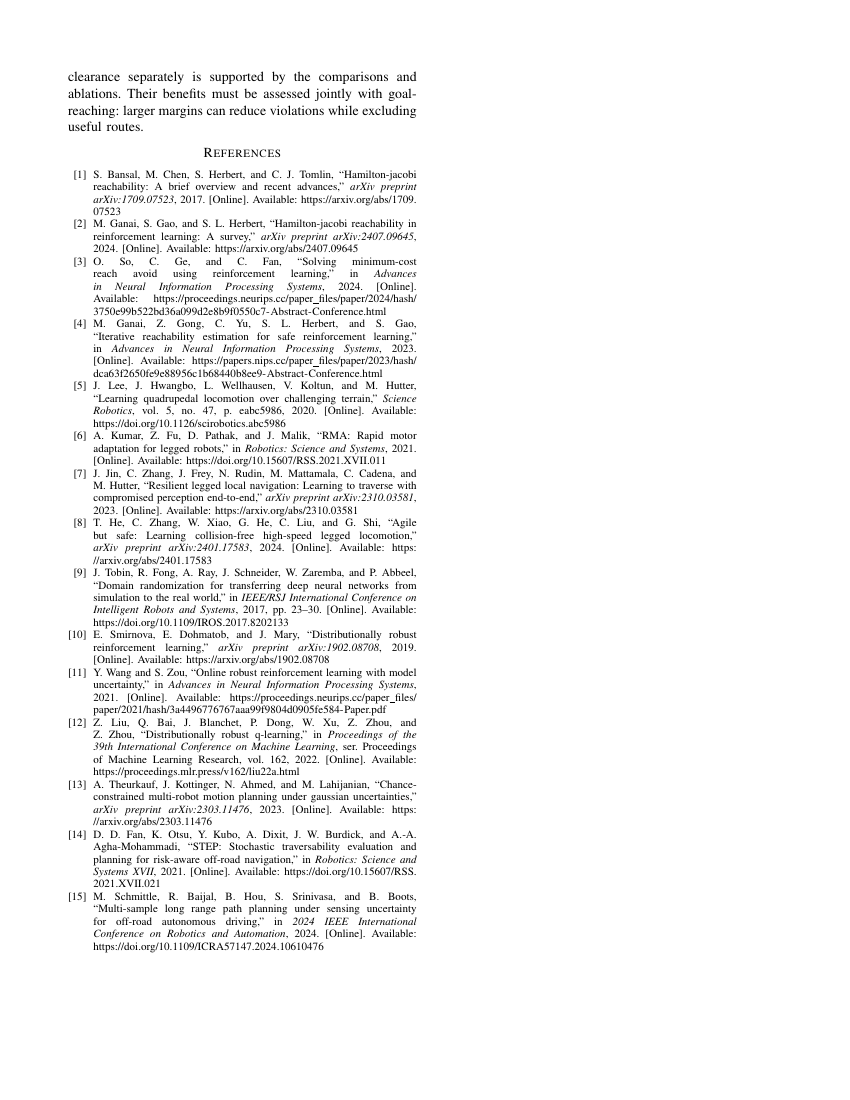 clearance separately is supported by the comparisons and
ablations. Their benefits must be assessed jointly with goal-
reaching: larger margins can reduce violations while excluding
useful routes.
REFERENCES
[1] S. Bansal, M. Chen, S. Herbert, and C. J. Tomlin, “Hamilton-jacobi
reachability: A brief overview and recent advances,” arXiv preprint
arXiv:1709.07523, 2017. [Online]. Available: https://arxiv.org/abs/1709.
07523
[2] M. Ganai, S. Gao, and S. L. Herbert, “Hamilton-jacobi reachability in
reinforcement learning: A survey,” arXiv preprint arXiv:2407.09645,
2024. [Online]. Available: https://arxiv.org/abs/2407.09645
[3] O. So, C. Ge, and C. Fan, “Solving minimum-cost
reach avoid using reinforcement learning,” in Advances
in Neural Information Processing Systems, 2024. [Online].
Available: https://proceedings.neurips.cc/paper_files/paper/2024/hash/
3750e99b522bd36a099d2e8b9f0550c7-Abstract-Conference.html
[4] M. Ganai, Z. Gong, C. Yu, S. L. Herbert, and S. Gao,
“Iterative reachability estimation for safe reinforcement learning,”
in Advances in Neural Information Processing Systems, 2023.
[Online]. Available: https://papers.nips.cc/paper_files/paper/2023/hash/
dca63f2650fe9e88956c1b68440b8ee9-Abstract-Conference.html
[5] J. Lee, J. Hwangbo, L. Wellhausen, V. Koltun, and M. Hutter,
“Learning quadrupedal locomotion over challenging terrain,” Science
Robotics, vol. 5, no. 47, p. eabc5986, 2020. [Online]. Available:
https://doi.org/10.1126/scirobotics.abc5986
[6] A. Kumar, Z. Fu, D. Pathak, and J. Malik, “RMA: Rapid motor
adaptation for legged robots,” in Robotics: Science and Systems, 2021.
[Online]. Available: https://doi.org/10.15607/RSS.2021.XVII.011
[7] J. Jin, C. Zhang, J. Frey, N. Rudin, M. Mattamala, C. Cadena, and
M. Hutter, “Resilient legged local navigation: Learning to traverse with
compromised perception end-to-end,” arXiv preprint arXiv:2310.03581,
2023. [Online]. Available: https://arxiv.org/abs/2310.03581
[8] T. He, C. Zhang, W. Xiao, G. He, C. Liu, and G. Shi, “Agile
but safe: Learning collision-free high-speed legged locomotion,”
arXiv preprint arXiv:2401.17583, 2024. [Online]. Available: https:
//arxiv.org/abs/2401.17583
[9] J. Tobin, R. Fong, A. Ray, J. Schneider, W. Zaremba, and P. Abbeel,
“Domain randomization for transferring deep neural networks from
simulation to the real world,” in IEEE/RSJ International Conference on
Intelligent Robots and Systems, 2017, pp. 23–30. [Online]. Available:
https://doi.org/10.1109/IROS.2017.8202133
[10] E. Smirnova, E. Dohmatob, and J. Mary, “Distributionally robust
reinforcement learning,” arXiv preprint arXiv:1902.08708, 2019.
[Online]. Available: https://arxiv.org/abs/1902.08708
[11] Y. Wang and S. Zou, “Online robust reinforcement learning with model
uncertainty,” in Advances in Neural Information Processing Systems,
2021. [Online]. Available: https://proceedings.neurips.cc/paper_files/
paper/2021/hash/3a4496776767aaa99f9804d0905fe584-Paper.pdf
[12] Z. Liu, Q. Bai, J. Blanchet, P. Dong, W. Xu, Z. Zhou, and
Z. Zhou, “Distributionally robust q-learning,” in Proceedings of the
39th International Conference on Machine Learning, ser. Proceedings
of Machine Learning Research, vol. 162, 2022. [Online]. Available:
https://proceedings.mlr.press/v162/liu22a.html
[13] A. Theurkauf, J. Kottinger, N. Ahmed, and M. Lahijanian, “Chance-
constrained multi-robot motion planning under gaussian uncertainties,”
arXiv preprint arXiv:2303.11476, 2023. [Online]. Available: https:
//arxiv.org/abs/2303.11476
[14] D. D. Fan, K. Otsu, Y. Kubo, A. Dixit, J. W. Burdick, and A.-A.
Agha-Mohammadi, “STEP: Stochastic traversability evaluation and
planning for risk-aware off-road navigation,” in Robotics: Science and
Systems XVII, 2021. [Online]. Available: https://doi.org/10.15607/RSS.
2021.XVII.021
[15] M. Schmittle, R. Baijal, B. Hou, S. Srinivasa, and B. Boots,
“Multi-sample long range path planning under sensing uncertainty
for off-road autonomous driving,” in 2024 IEEE International
Conference on Robotics and Automation, 2024. [Online]. Available:
https://doi.org/10.1109/ICRA57147.2024.10610476